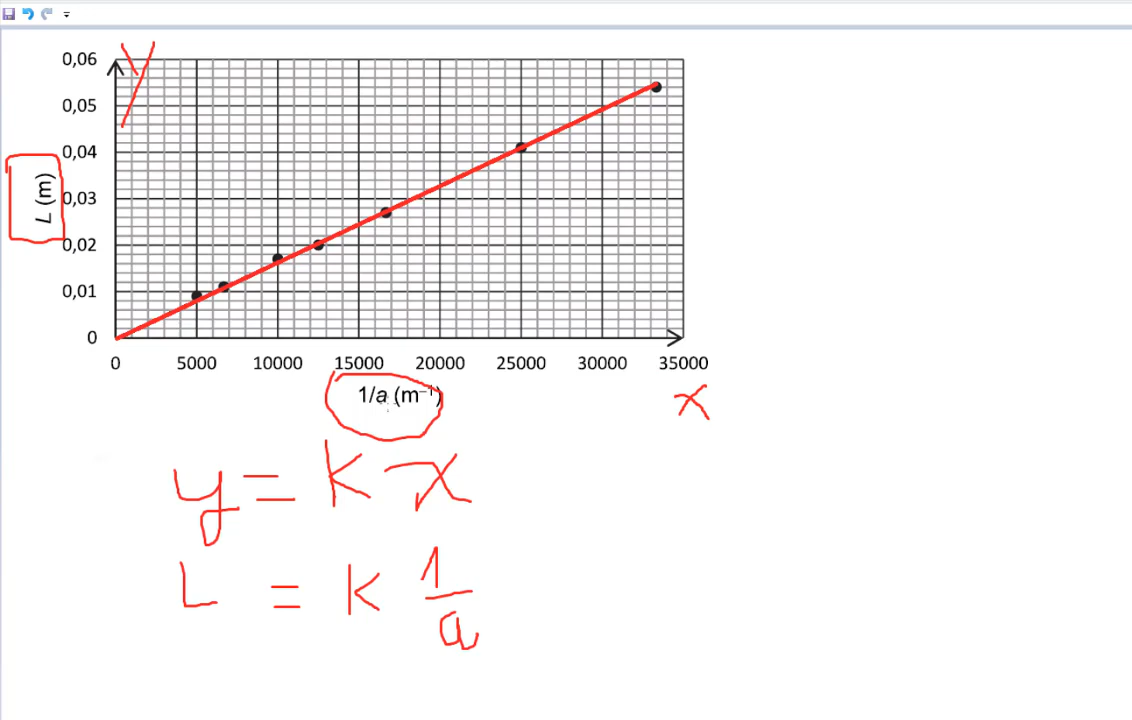 y
0,06
0,05
0,04
0,03
0,02
0,01
0
L (m)
0 5000 10000 15000 20000 25000 30000 35000
1/a (m⁻¹)
x
y = k x
L = k 1/a